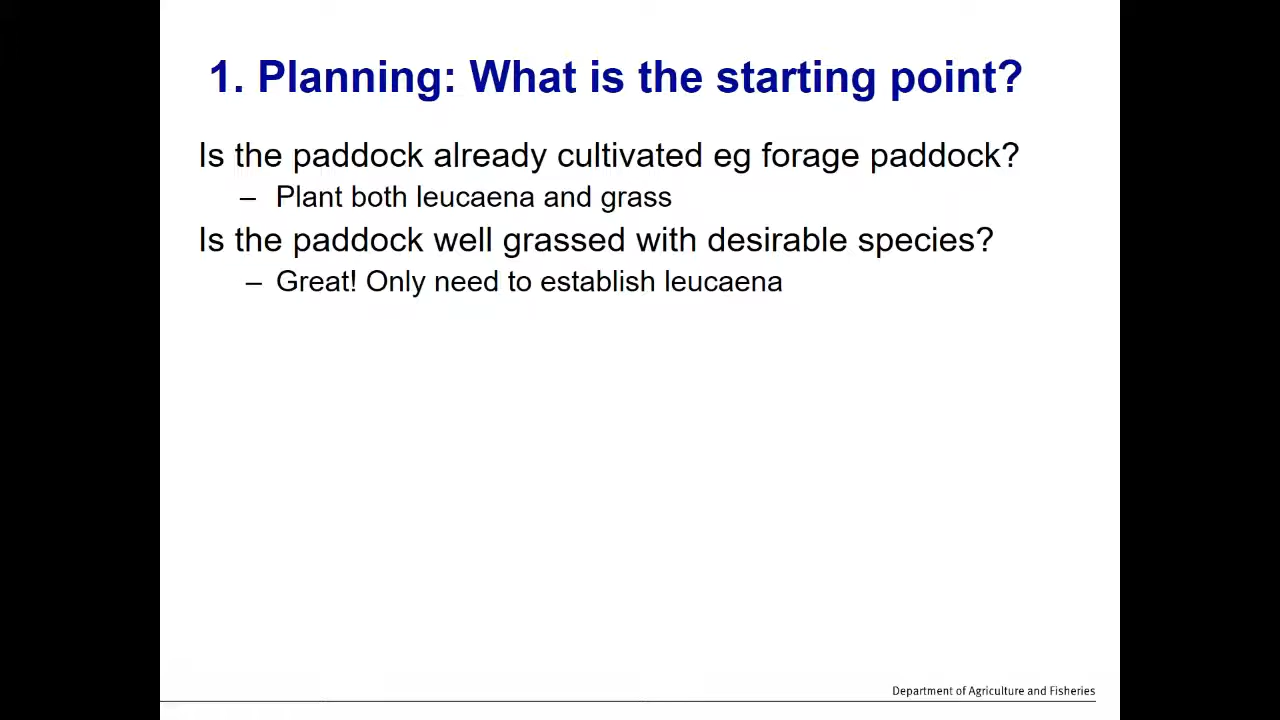 1. Planning: What is the starting point?
Is the paddock already cultivated eg forage paddock?
– Plant both leucaena and grass
Is the paddock well grassed with desirable species?
– Great! Only need to establish leucaena
Department of Agriculture and Fisheries